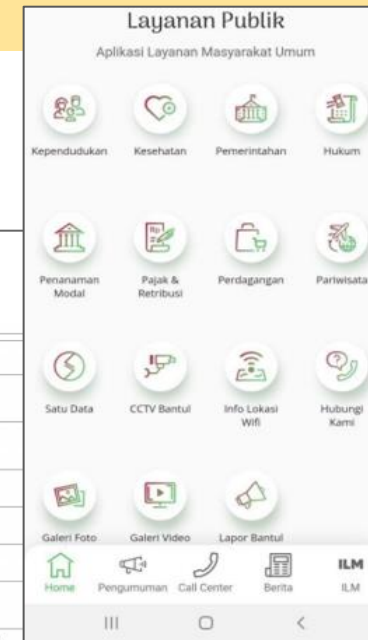 Layanan Publik
Aplikasi Layanan Masyarakat Umum
Kependudukan Kesehatan Pemerintahan Hukum
Penanaman Modal Pajak & Retribusi Perdagangan Pariwisata
Satu Data CCTV Bantul Info Lokasi Wifi Hubungi Kami
Galeri Foto Galeri Video Lapor Bantul
ILM
Home Pengumuman Call Center Berita ILM